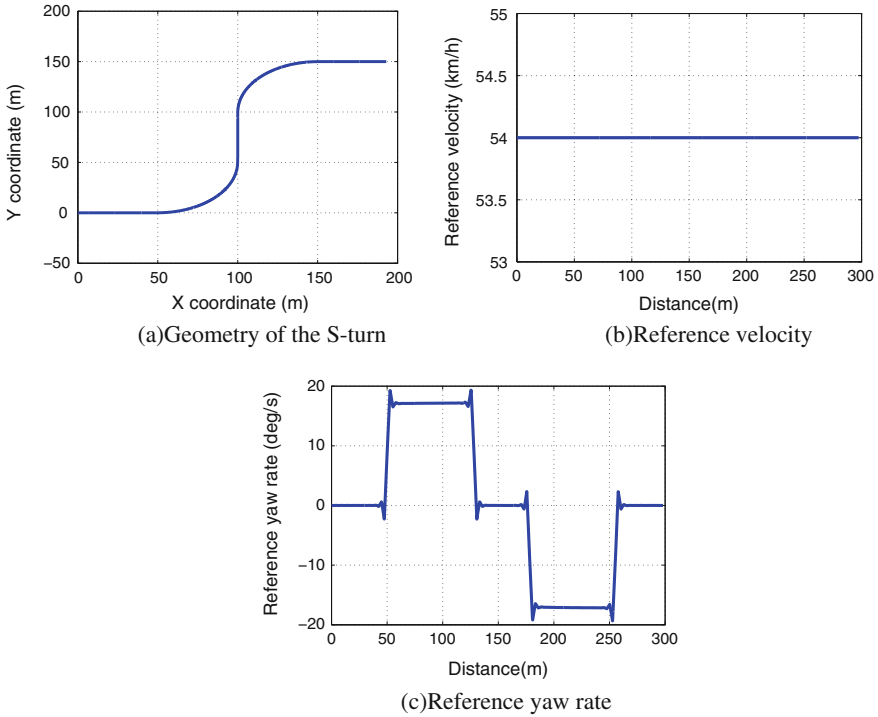 200
150
100
50
0
−50
Y coordinate (m)
0 50 100 150 200
X coordinate (m)
(a)Geometry of the S-turn
55
54.5
54
53.5
53
Reference velocity (km/h)
0 50 100 150 200 250 300
Distance(m)
(b)Reference velocity
20
10
0
−10
−20
Reference yaw rate (deg/s)
0 50 100 150 200 250 300
Distance(m)
(c)Reference yaw rate